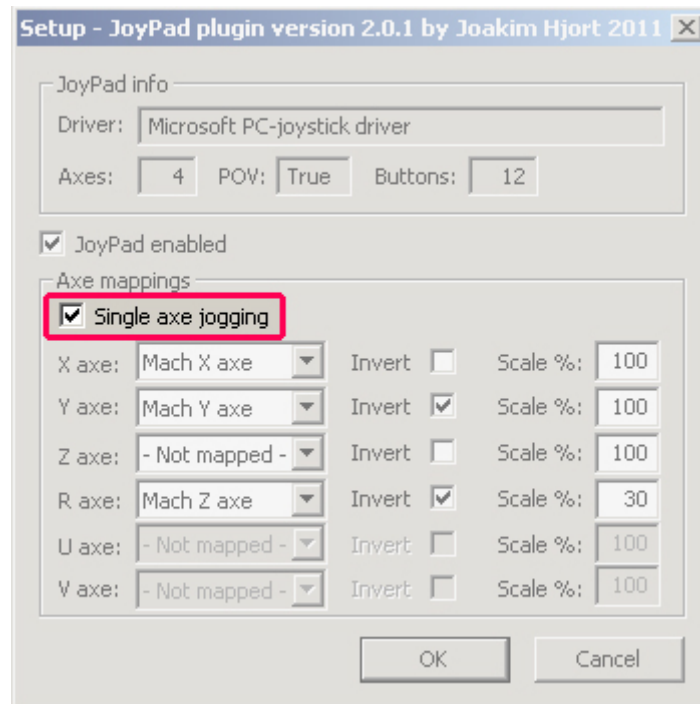 Setup - JoyPad plugin version 2.0.1 by Joakim Hjort 2011
JoyPad info
Driver: Microsoft PC-joystick driver
Axes: 4 POV: True Buttons: 12
JoyPad enabled
Axe mappings
Single axe jogging
X axe: Mach X axe Invert Scale %: 100
Y axe: Mach Y axe Invert Scale %: 100
Z axe: - Not mapped - Invert Scale %: 100
R axe: Mach Z axe Invert Scale %: 30
U axe: - Not mapped - Invert Scale %: 100
V axe: - Not mapped - Invert Scale %: 100
OK Cancel